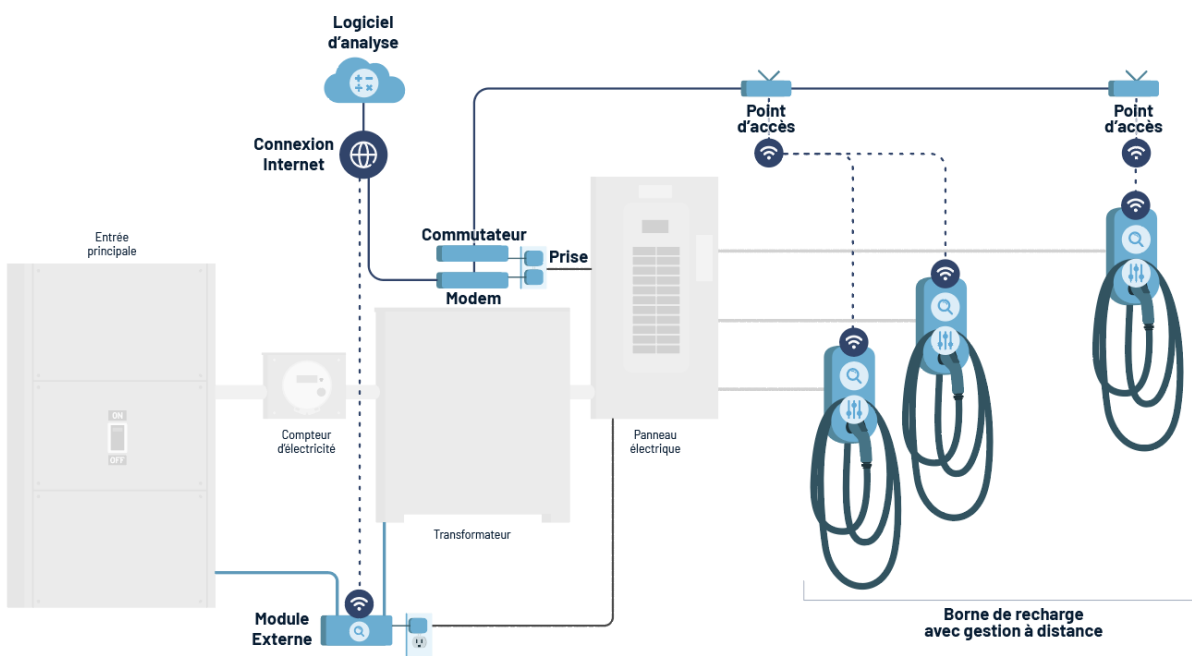 Logiciel
d'analyse
Connexion
Internet
Point
d'accès
Point
d'accès
Commutateur
Prise
Modem
Entrée
principale
ON
OFF
Compteur
d'électricité
Transformateur
Panneau
électrique
Module
Externe
Borne de recharge
avec gestion à distance